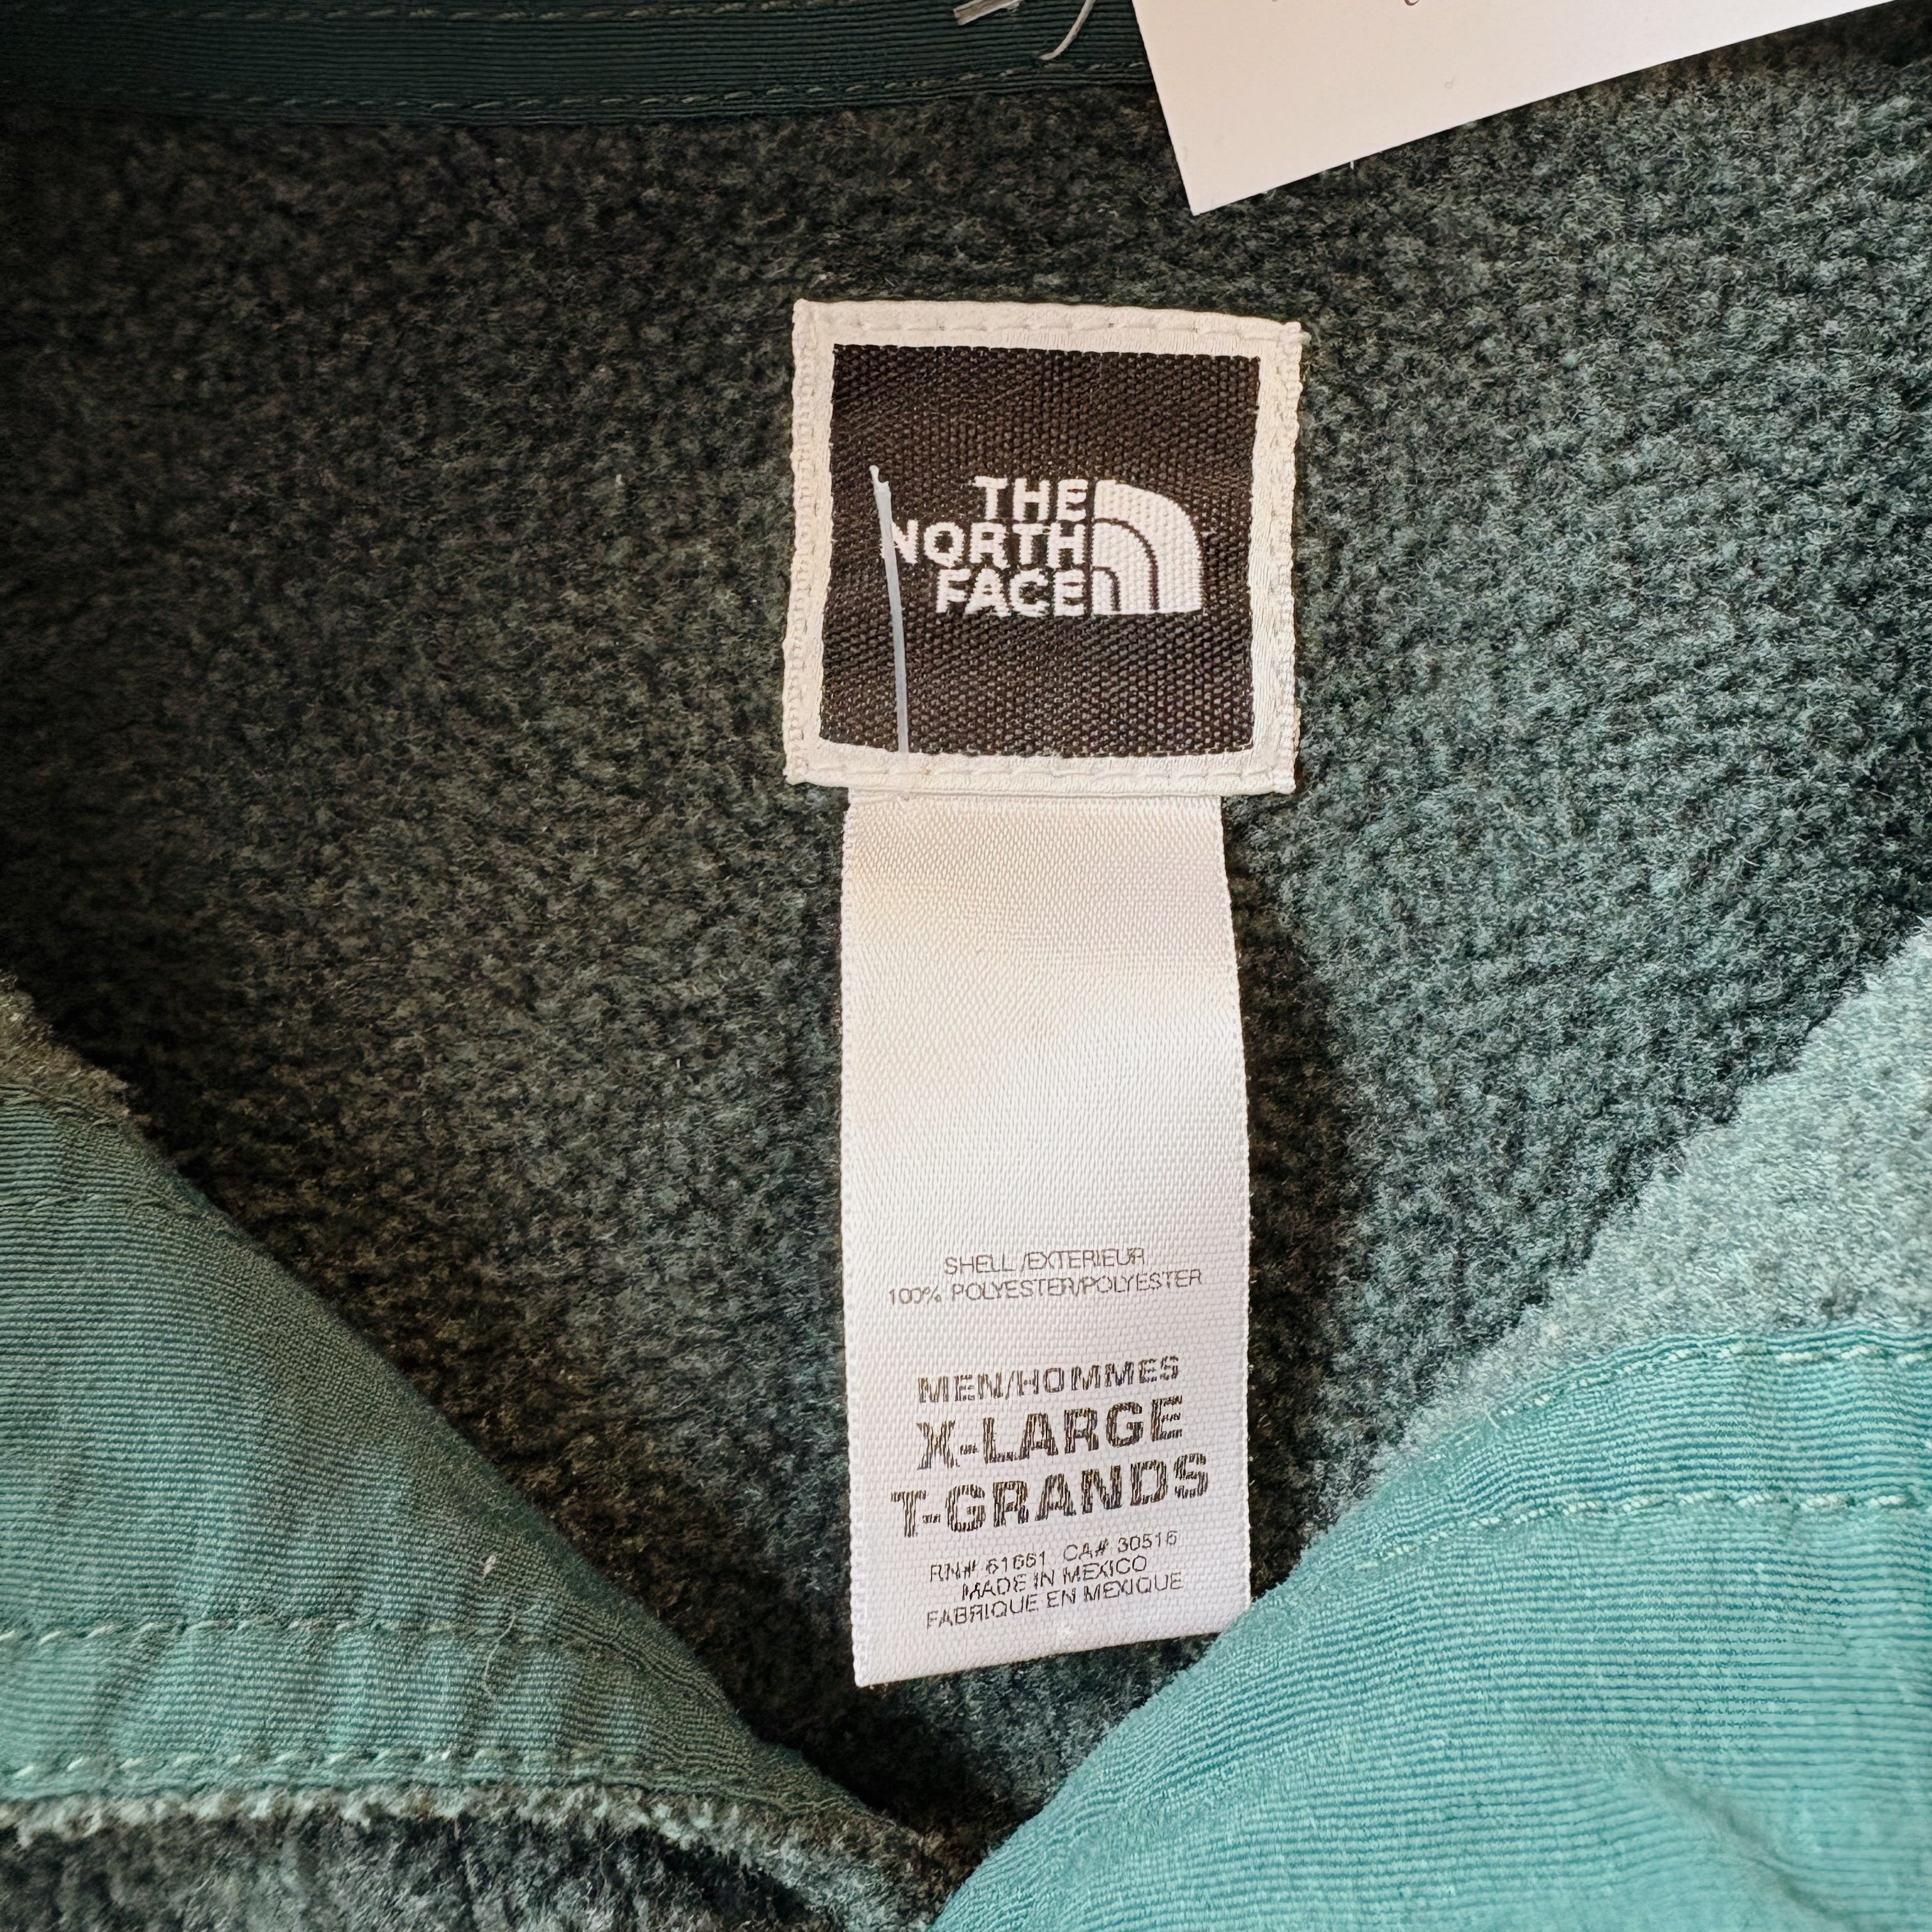 THE
NORTH
FACE
SHELL/EXTERIEUR
100% POLYESTER/POLYESTER
MEN/HOMMES
X-LARGE
T-GRANDS
RN# 61661 CA# 30516
MADE IN MEXICO
FABRIQUE EN MEXIQUE